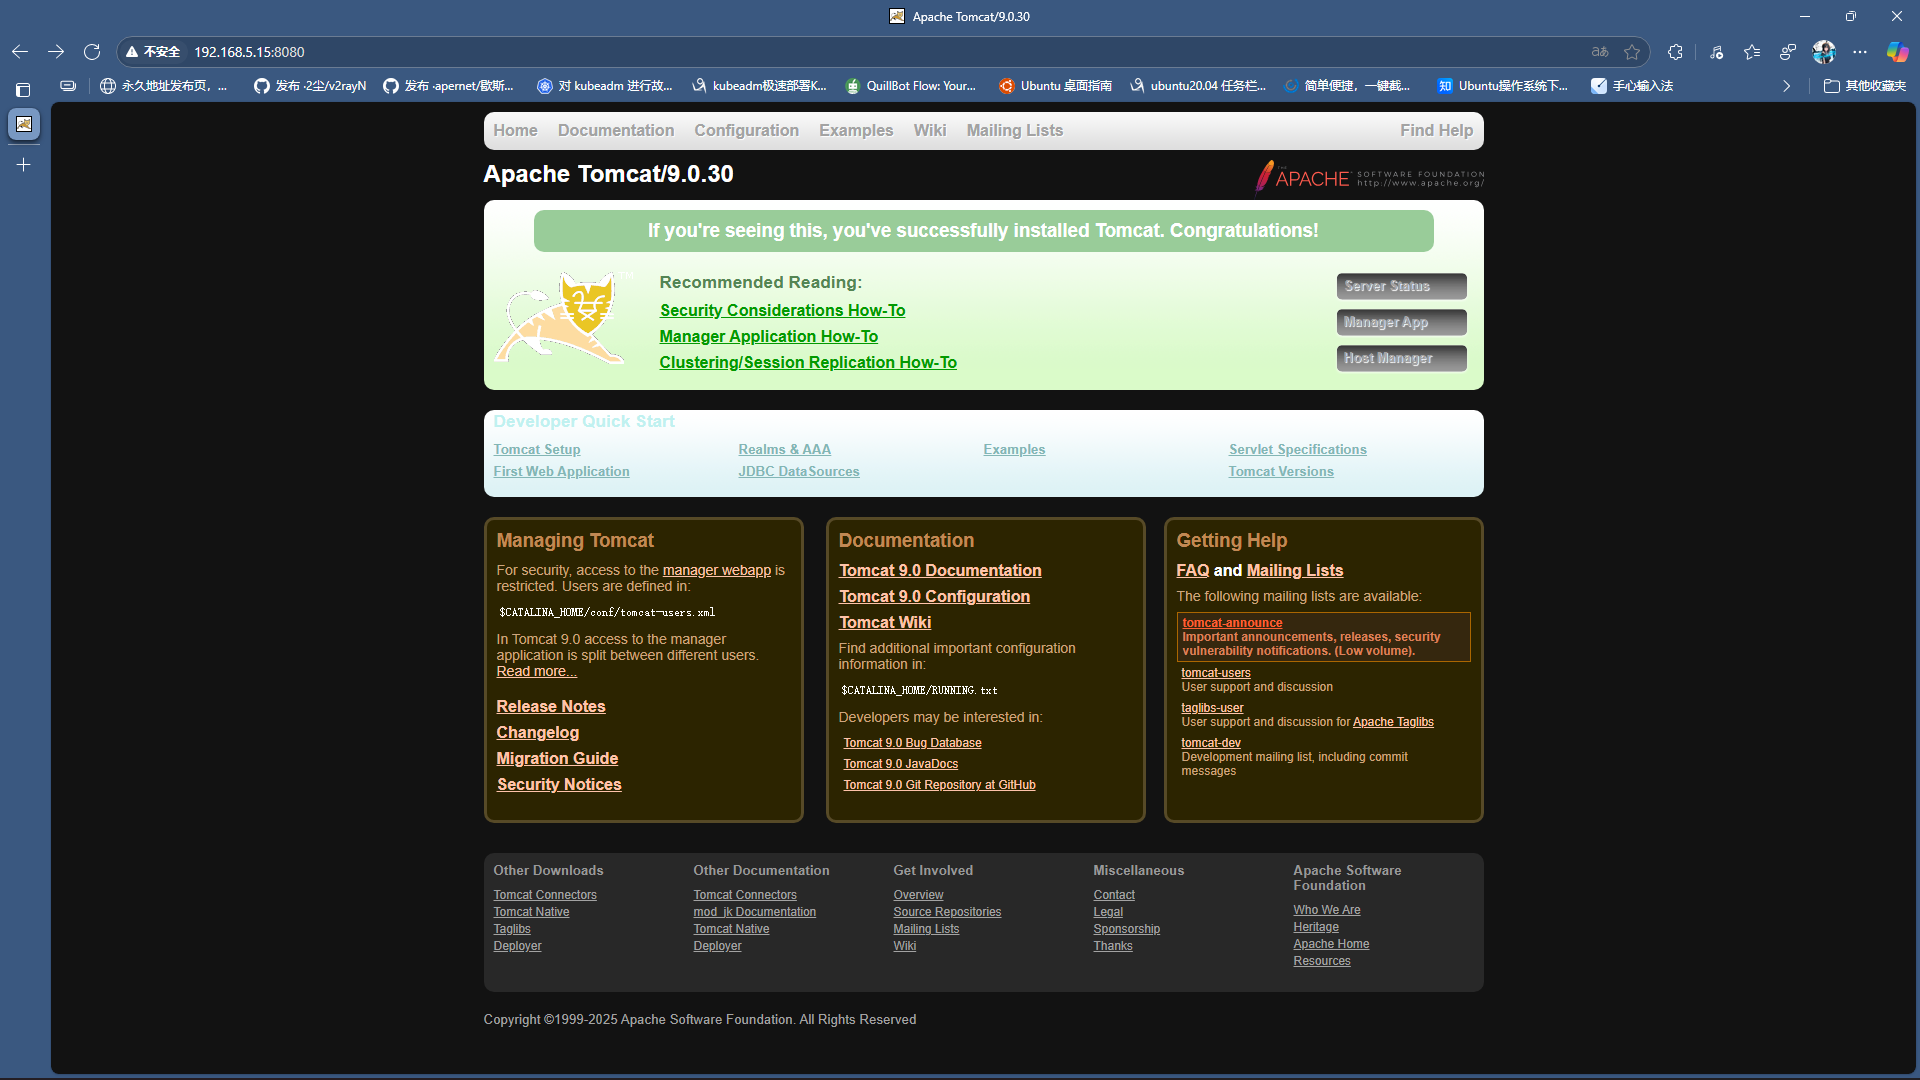 Apache Tomcat/9.0.30
不安全 192.168.5.15:8080
永久地址发布页，...
发布 ·2尘/v2rayN
发布 ·apernet/歇斯...
对 kubeadm 进行故...
kubeadm极速部署K...
QuillBot Flow: Your...
Ubuntu 桌面指南
ubuntu20.04 任务栏...
简单便捷，一键截...
知 Ubuntu操作系统下...
手心输入法
其他收藏夹
Home Documentation Configuration Examples Wiki Mailing Lists Find Help
Apache Tomcat/9.0.30
THE APACHE SOFTWARE FOUNDATION
http://www.apache.org/
If you're seeing this, you've successfully installed Tomcat. Congratulations!
TM
Recommended Reading:
Security Considerations How-To
Manager Application How-To
Clustering/Session Replication How-To
Server Status
Manager App
Host Manager
Developer Quick Start
Tomcat Setup
First Web Application
Realms & AAA
JDBC DataSources
Examples
Servlet Specifications
Tomcat Versions
Managing Tomcat
For security, access to the manager webapp is
restricted. Users are defined in:
$CATALINA_HOME/conf/tomcat-users.xml
In Tomcat 9.0 access to the manager
application is split between different users.
Read more...
Release Notes
Changelog
Migration Guide
Security Notices
Documentation
Tomcat 9.0 Documentation
Tomcat 9.0 Configuration
Tomcat Wiki
Find additional important configuration
information in:
$CATALINA_HOME/RUNNING.txt
Developers may be interested in:
Tomcat 9.0 Bug Database
Tomcat 9.0 JavaDocs
Tomcat 9.0 Git Repository at GitHub
Getting Help
FAQ and Mailing Lists
The following mailing lists are available:
tomcat-announce
Important announcements, releases, security
vulnerability notifications. (Low volume).
tomcat-users
User support and discussion
taglibs-user
User support and discussion for Apache Taglibs
tomcat-dev
Development mailing list, including commit
messages
Other Downloads
Tomcat Connectors
Tomcat Native
Taglibs
Deployer
Other Documentation
Tomcat Connectors
mod_jk Documentation
Tomcat Native
Deployer
Get Involved
Overview
Source Repositories
Mailing Lists
Wiki
Miscellaneous
Contact
Legal
Sponsorship
Thanks
Apache Software
Foundation
Who We Are
Heritage
Apache Home
Resources
Copyright ©1999-2025 Apache Software Foundation. All Rights Reserved